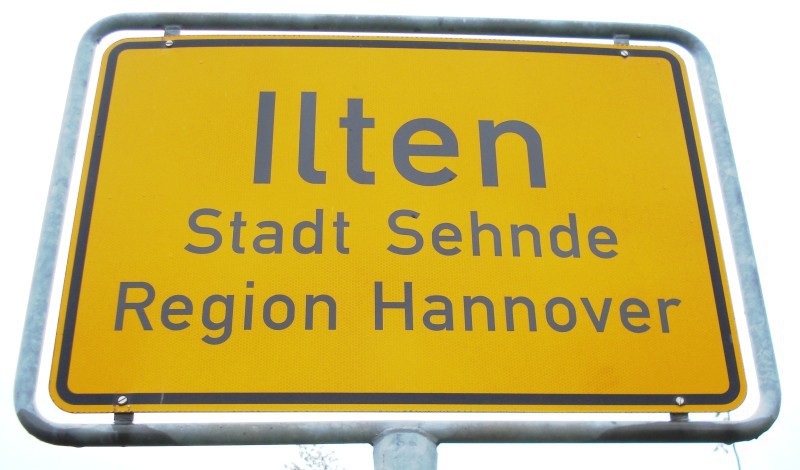 Ilten
Stadt Sehnde
Region Hannover